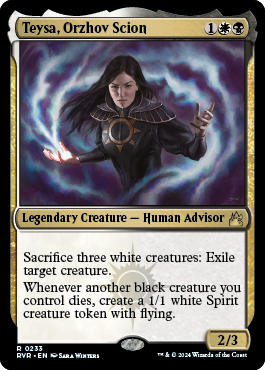 Teysa, Orzhov Scion 1
Legendary Creature — Human Advisor
Sacrifice three white creatures: Exile
target creature.
Whenever another black creature you
control dies, create a 1/1 white Spirit
creature token with flying.
2/3
R 0233
RVR • EN SARA WINTERS
™ & © 2024 Wizards of the Coast